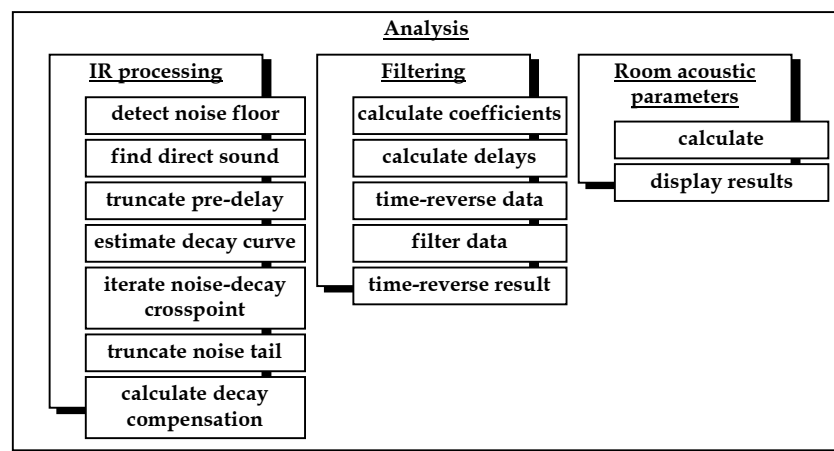 Analysis
IR processing
detect noise floor
find direct sound
truncate pre-delay
estimate decay curve
iterate noise-decay
crosspoint
truncate noise tail
calculate decay
compensation
Filtering
calculate coefficients
calculate delays
time-reverse data
filter data
time-reverse result
Room acoustic
parameters
calculate
display results